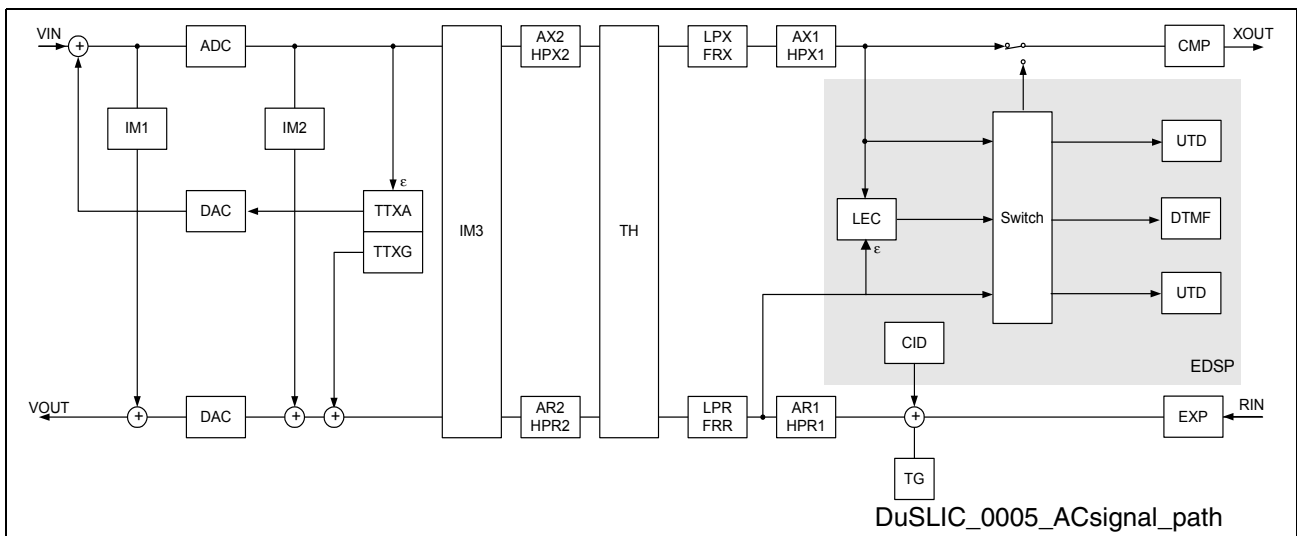 VIN
+
ADC
AX2
HPX2
LPX
FRX
AX1
HPX1
CMP
XOUT
IM1
IM2
ε
DAC
TTXA
TTXG
IM3
TH
LEC
ε
Switch
UTD
DTMF
UTD
CID
EDSP
VOUT
+
DAC
+
+
AR2
HPR2
LPR
FRR
AR1
HPR1
+
EXP
RIN
TG
DuSLIC_0005_ACsignal_path